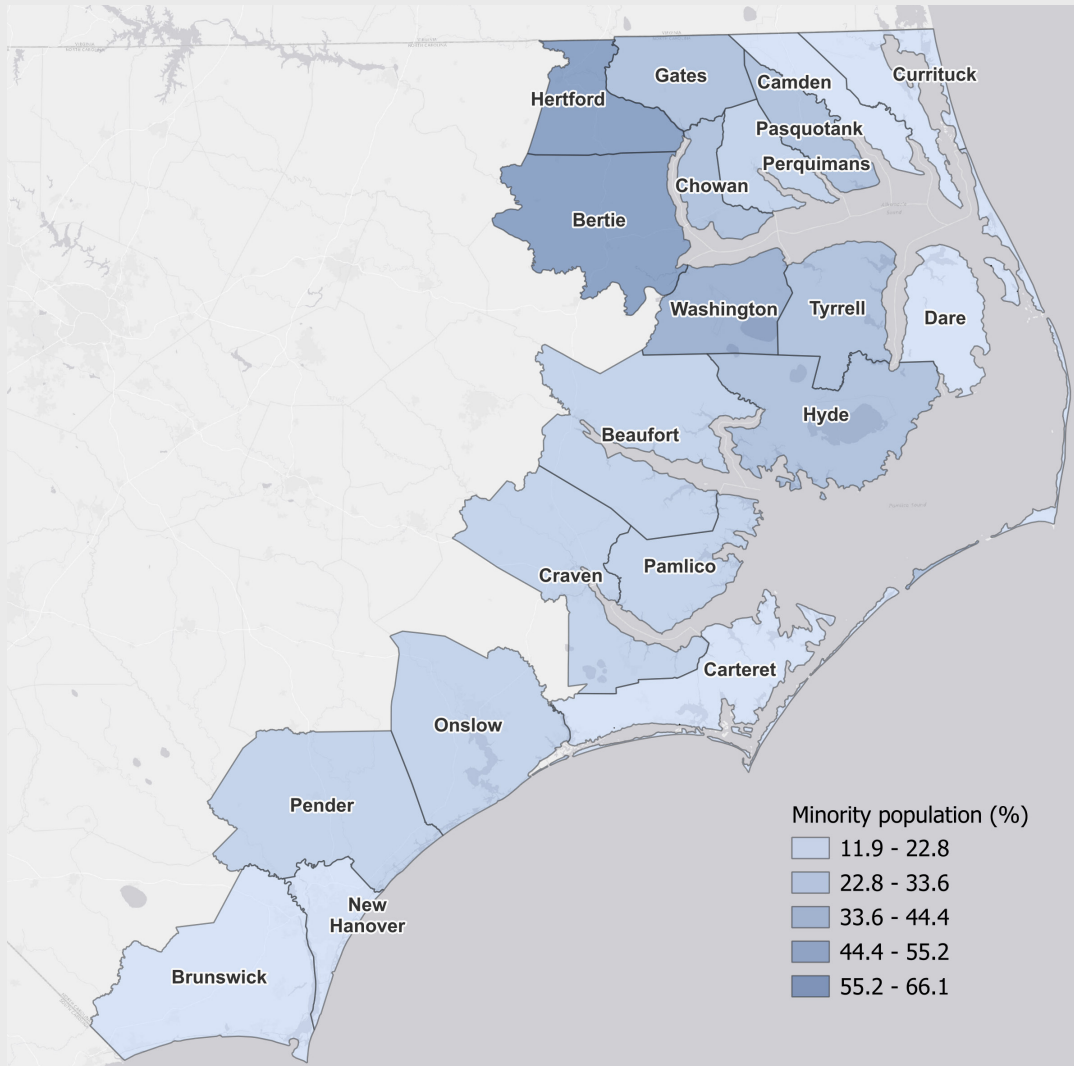 Currituck
Gates
Camden
Hertford
Pasquotank
Perquimans
Chowan
Bertie
Washington
Tyrrell
Dare
Hyde
Beaufort
Pamlico
Craven
Carteret
Onslow
Pender
New
Hanover
Brunswick
Minority population (%)
11.9 - 22.8
22.8 - 33.6
33.6 - 44.4
44.4 - 55.2
55.2 - 66.1